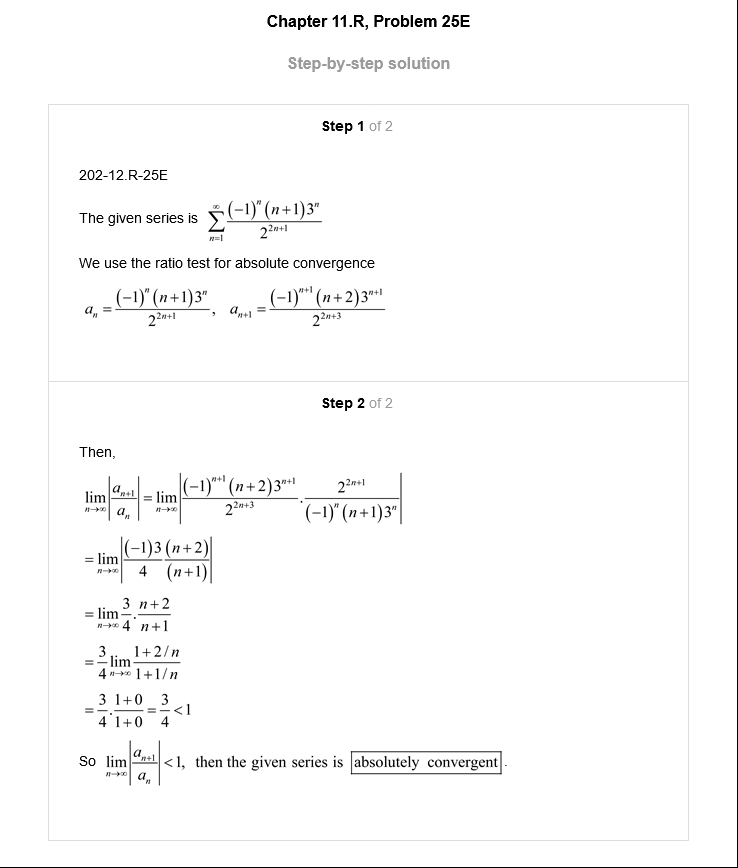 Chapter 11.R, Problem 25E
Step-by-step solution
Step 1 of 2
202-12.R-25E
The given series is $\sum_{n=1}^{\infty} \frac{(-1)^n (n+1) 3^n}{2^{2n+1}}$
We use the ratio test for absolute convergence
$a_n = \frac{(-1)^n (n+1) 3^n}{2^{2n+1}}, \quad a_{n+1} = \frac{(-1)^{n+1} (n+2) 3^{n+1}}{2^{2n+3}}$
Step 2 of 2
Then,
$\lim_{n \to \infty} \left| \frac{a_{n+1}}{a_n} \right| = \lim_{n \to \infty} \left| \frac{(-1)^{n+1} (n+2) 3^{n+1}}{2^{2n+3}} \cdot \frac{2^{2n+1}}{(-1)^n (n+1) 3^n} \right|$
$= \lim_{n \to \infty} \left| \frac{(-1) 3}{4} \frac{(n+2)}{(n+1)} \right|$
$= \lim_{n \to \infty} \frac{3}{4} \cdot \frac{n+2}{n+1}$
$= \frac{3}{4} \lim_{n \to \infty} \frac{1+2/n}{1+1/n}$
$= \frac{3}{4} \cdot \frac{1+0}{1+0} = \frac{3}{4} < 1$
So $\lim_{n \to \infty} \left| \frac{a_{n+1}}{a_n} \right| < 1,$ then the given series is absolutely convergent.